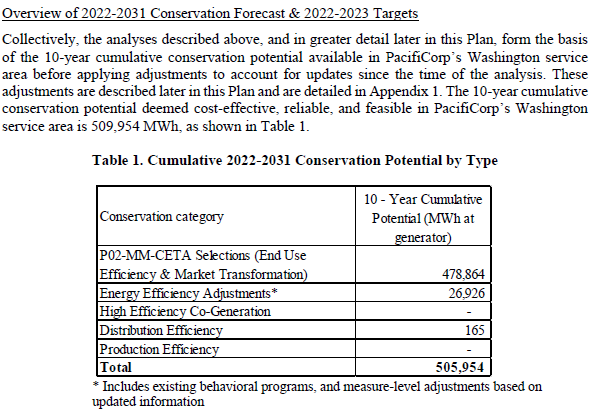 Overview of 2022-2031 Conservation Forecast & 2022-2023 Targets
Collectively, the analyses described above, and in greater detail later in this Plan, form the basis
of the 10-year cumulative conservation potential available in PacifiCorp's Washington service
area before applying adjustments to account for updates since the time of the analysis. These
adjustments are described later in this Plan and are detailed in Appendix 1. The 10-year cumulative
conservation potential deemed cost-effective, reliable, and feasible in PacifiCorp's Washington
service area is 509,954 MWh, as shown in Table 1.
Table 1. Cumulative 2022-2031 Conservation Potential by Type
Conservation category
10 - Year Cumulative
Potential (MWh at
generator)
P02-MM-CETA Selections (End Use
Efficiency & Market Transformation) 478,864
Energy Efficiency Adjustments* 26,926
High Efficiency Co-Generation -
Distribution Efficiency 165
Production Efficiency -
Total 505,954
* Includes existing behavioral programs, and measure-level adjustments based on
updated information